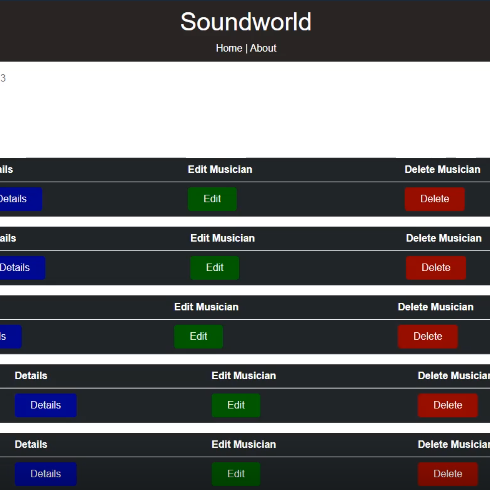 Soundworld
Home | About
3
ails Edit Musician Delete Musician
Details Edit Delete
ails Edit Musician Delete Musician
Details Edit Delete
Edit Musician Delete Musician
ls Edit Delete
Details Edit Musician Delete Musician
Details Edit Delete
Details Edit Musician Delete Musician
Details Edit Delete